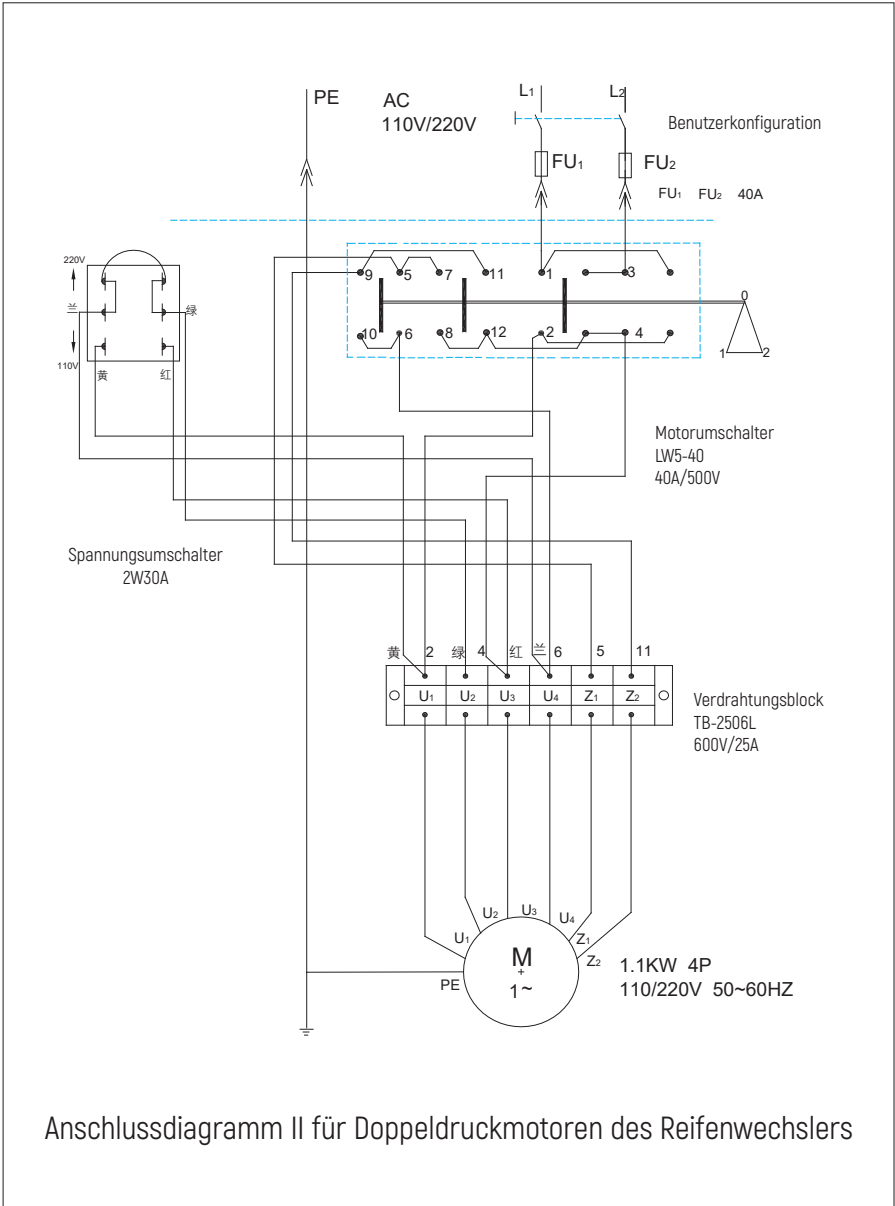 PE
AC
110V/220V
L1
L2
Benutzerkonfiguration
FU1
FU2
FU1 FU2 40A
220V
兰
绿
110V
黄
红
9
5
7
11
1
3
10
6
8
12
2
4
0
1
2
Motorumschalter
LW5-40
40A/500V
Spannungsumschalter
2W30A
黄 2 绿 4 红 兰 6 5 11
U1 U2 U3 U4 Z1 Z2
Verdrahtungsblock
TB-2506L
600V/25A
U1
U2
U3
U4
Z1
Z2
PE
M
1~
1.1KW 4P
110/220V 50~60HZ
Anschlussdiagramm II für Doppeldruckmotoren des Reifenwechslers